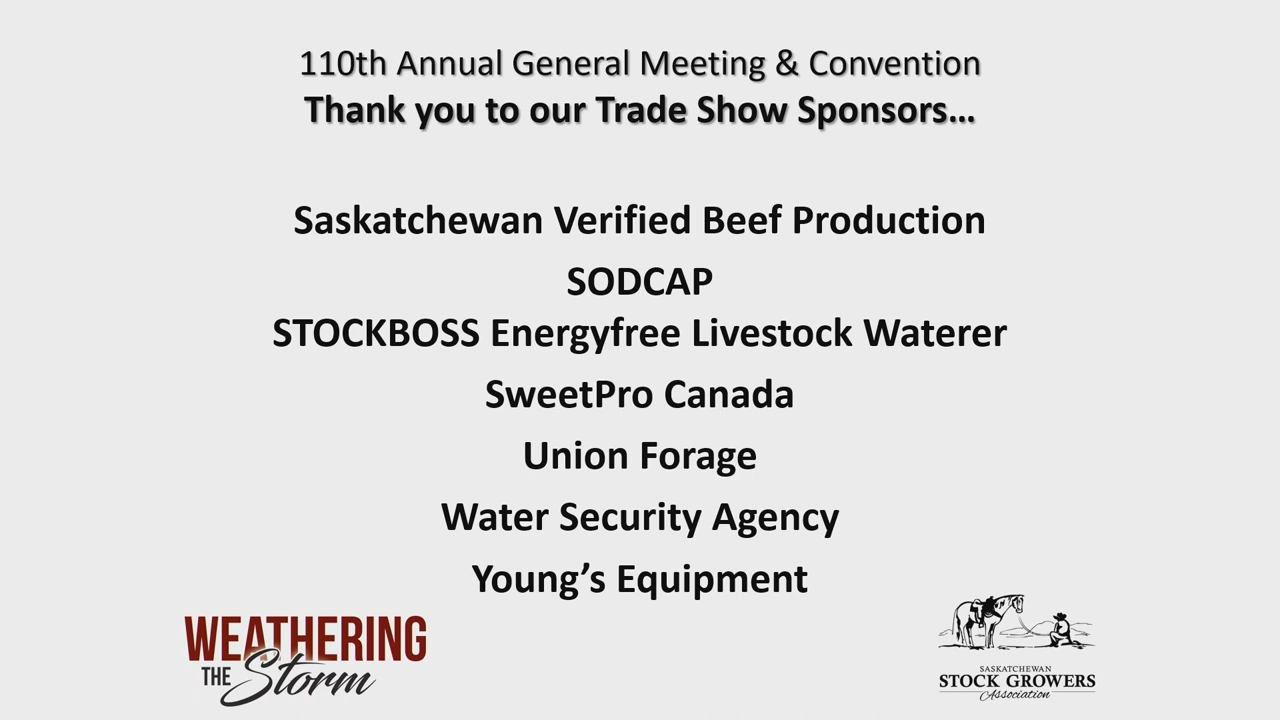 110th Annual General Meeting & Convention
Thank you to our Trade Show Sponsors…
Saskatchewan Verified Beef Production
SODCAP
STOCKBOSS Energyfree Livestock Waterer
SweetPro Canada
Union Forage
Water Security Agency
Young’s Equipment
WEATHERING
THE Storm
SASKATCHEWAN
STOCK GROWERS
Association